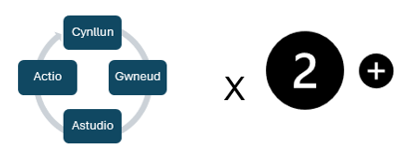 Cynllun
Actio
Gwneud
Astudio
X
2
+